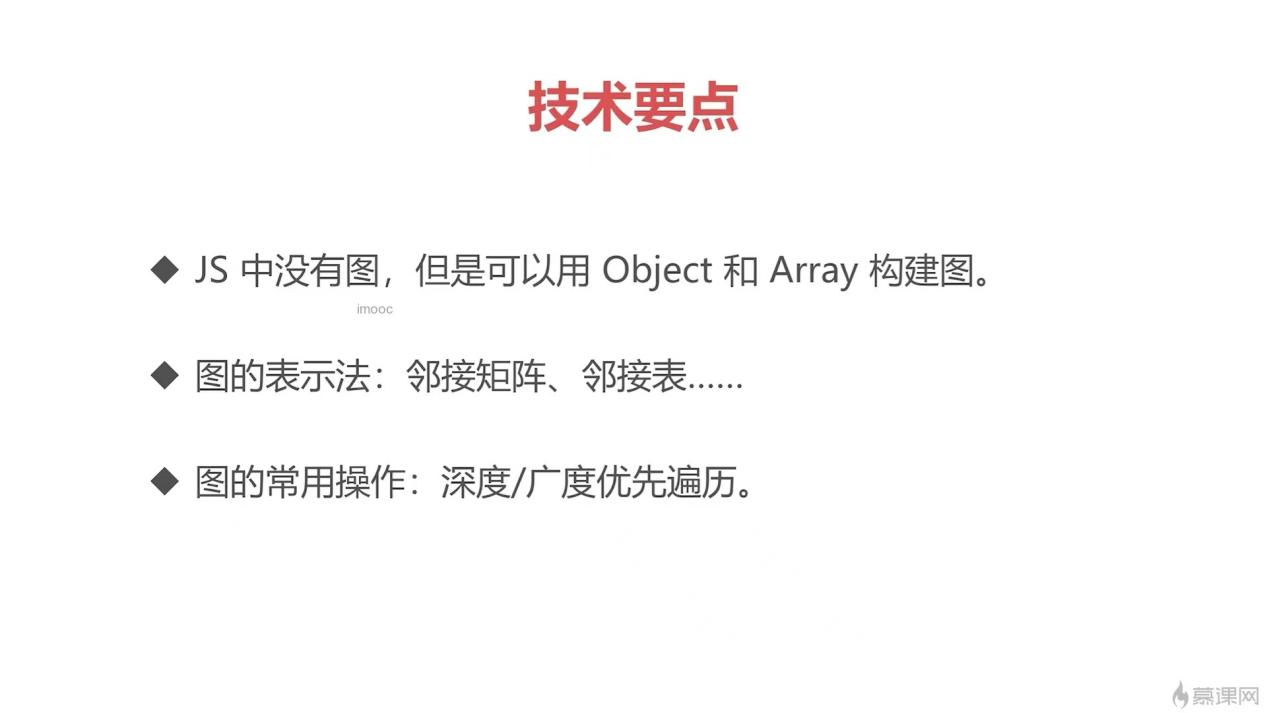 技术要点
◆ JS 中没有图，但是可以用 Object 和 Array 构建图。
imooc
◆ 图的表示法：邻接矩阵、邻接表……
◆ 图的常用操作：深度/广度优先遍历。
慕课网